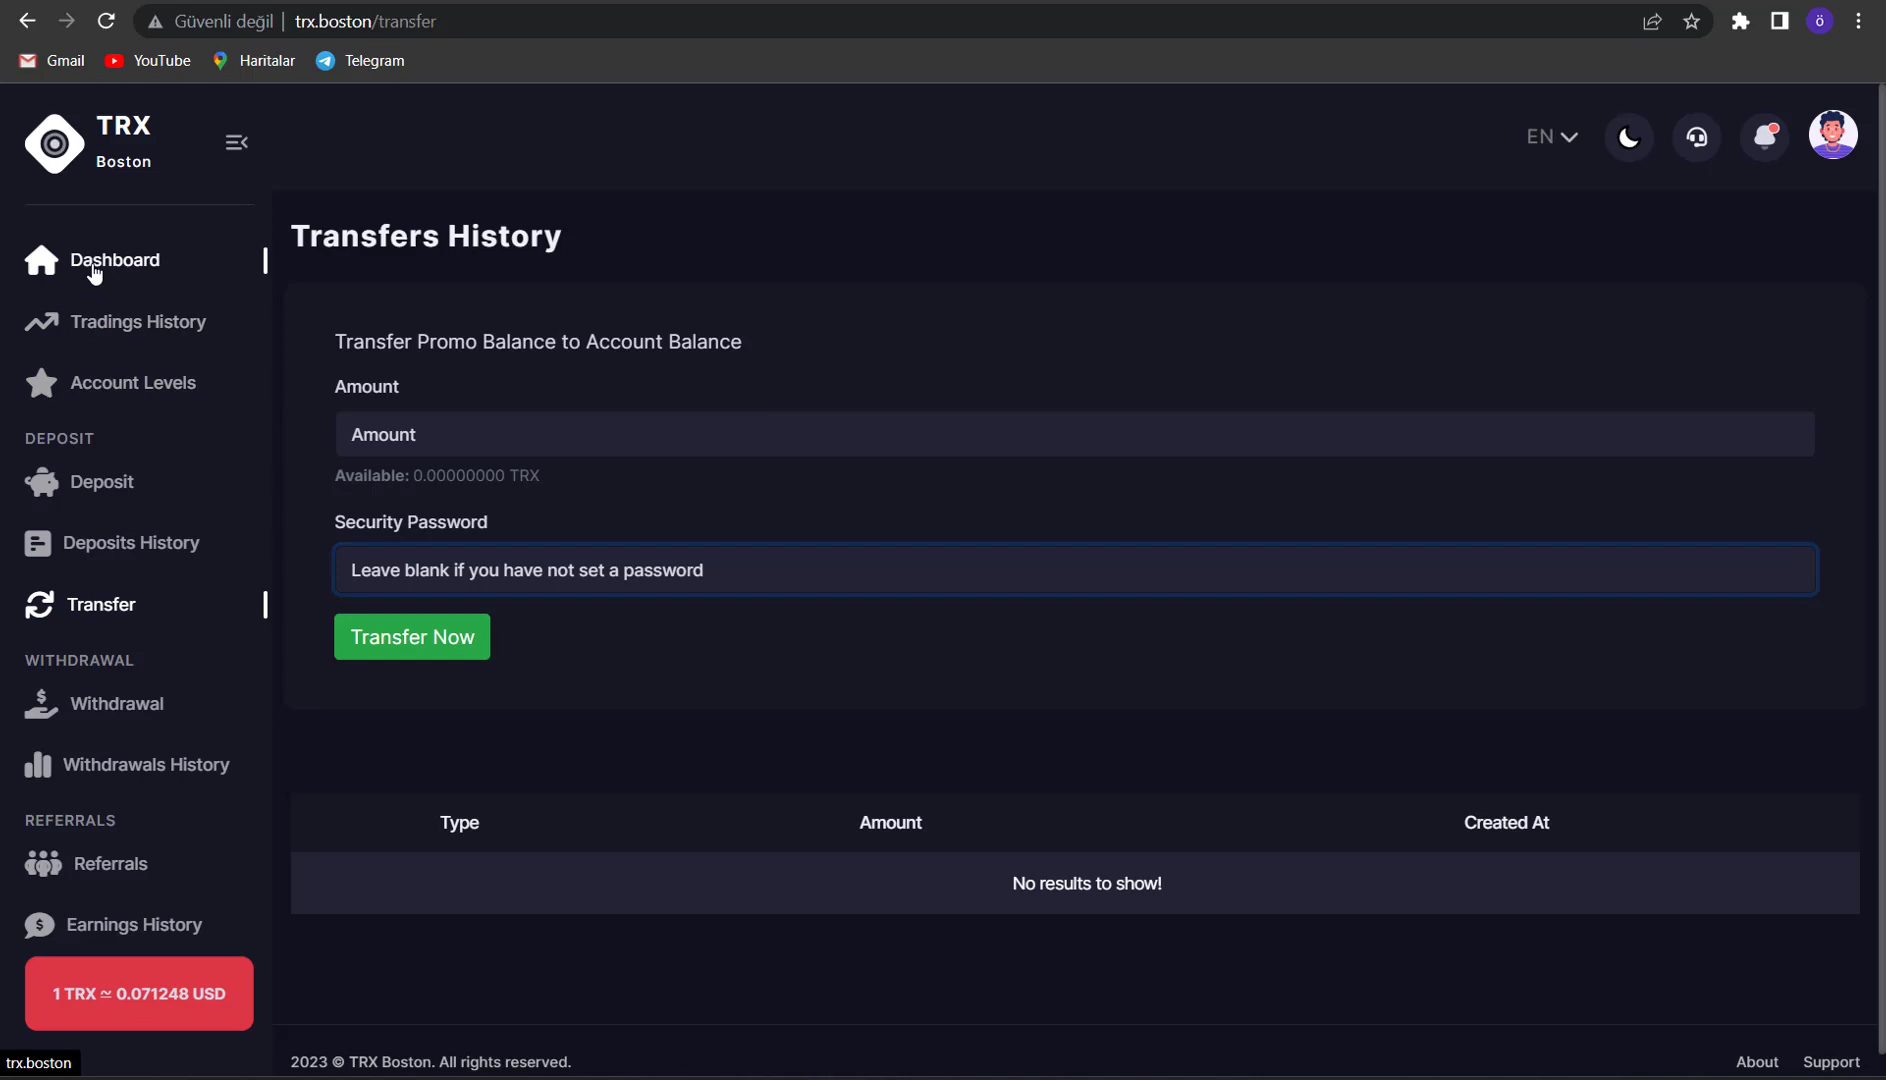 Güvenli değil | trx.boston/transfer
Gmail YouTube Haritalar Telegram
ö
TRX
Boston
EN
Dashboard
Tradings History
Account Levels
DEPOSIT
Deposit
Deposits History
Transfer
WITHDRAWAL
Withdrawal
Withdrawals History
REFERRALS
Referrals
Earnings History
1 TRX ≃ 0.071248 USD
trx.boston
Transfers History
Transfer Promo Balance to Account Balance
Amount
Amount
Available: 0.00000000 TRX
Security Password
Leave blank if you have not set a password
Transfer Now
Type Amount Created At
No results to show!
2023 © TRX Boston. All rights reserved.
About Support